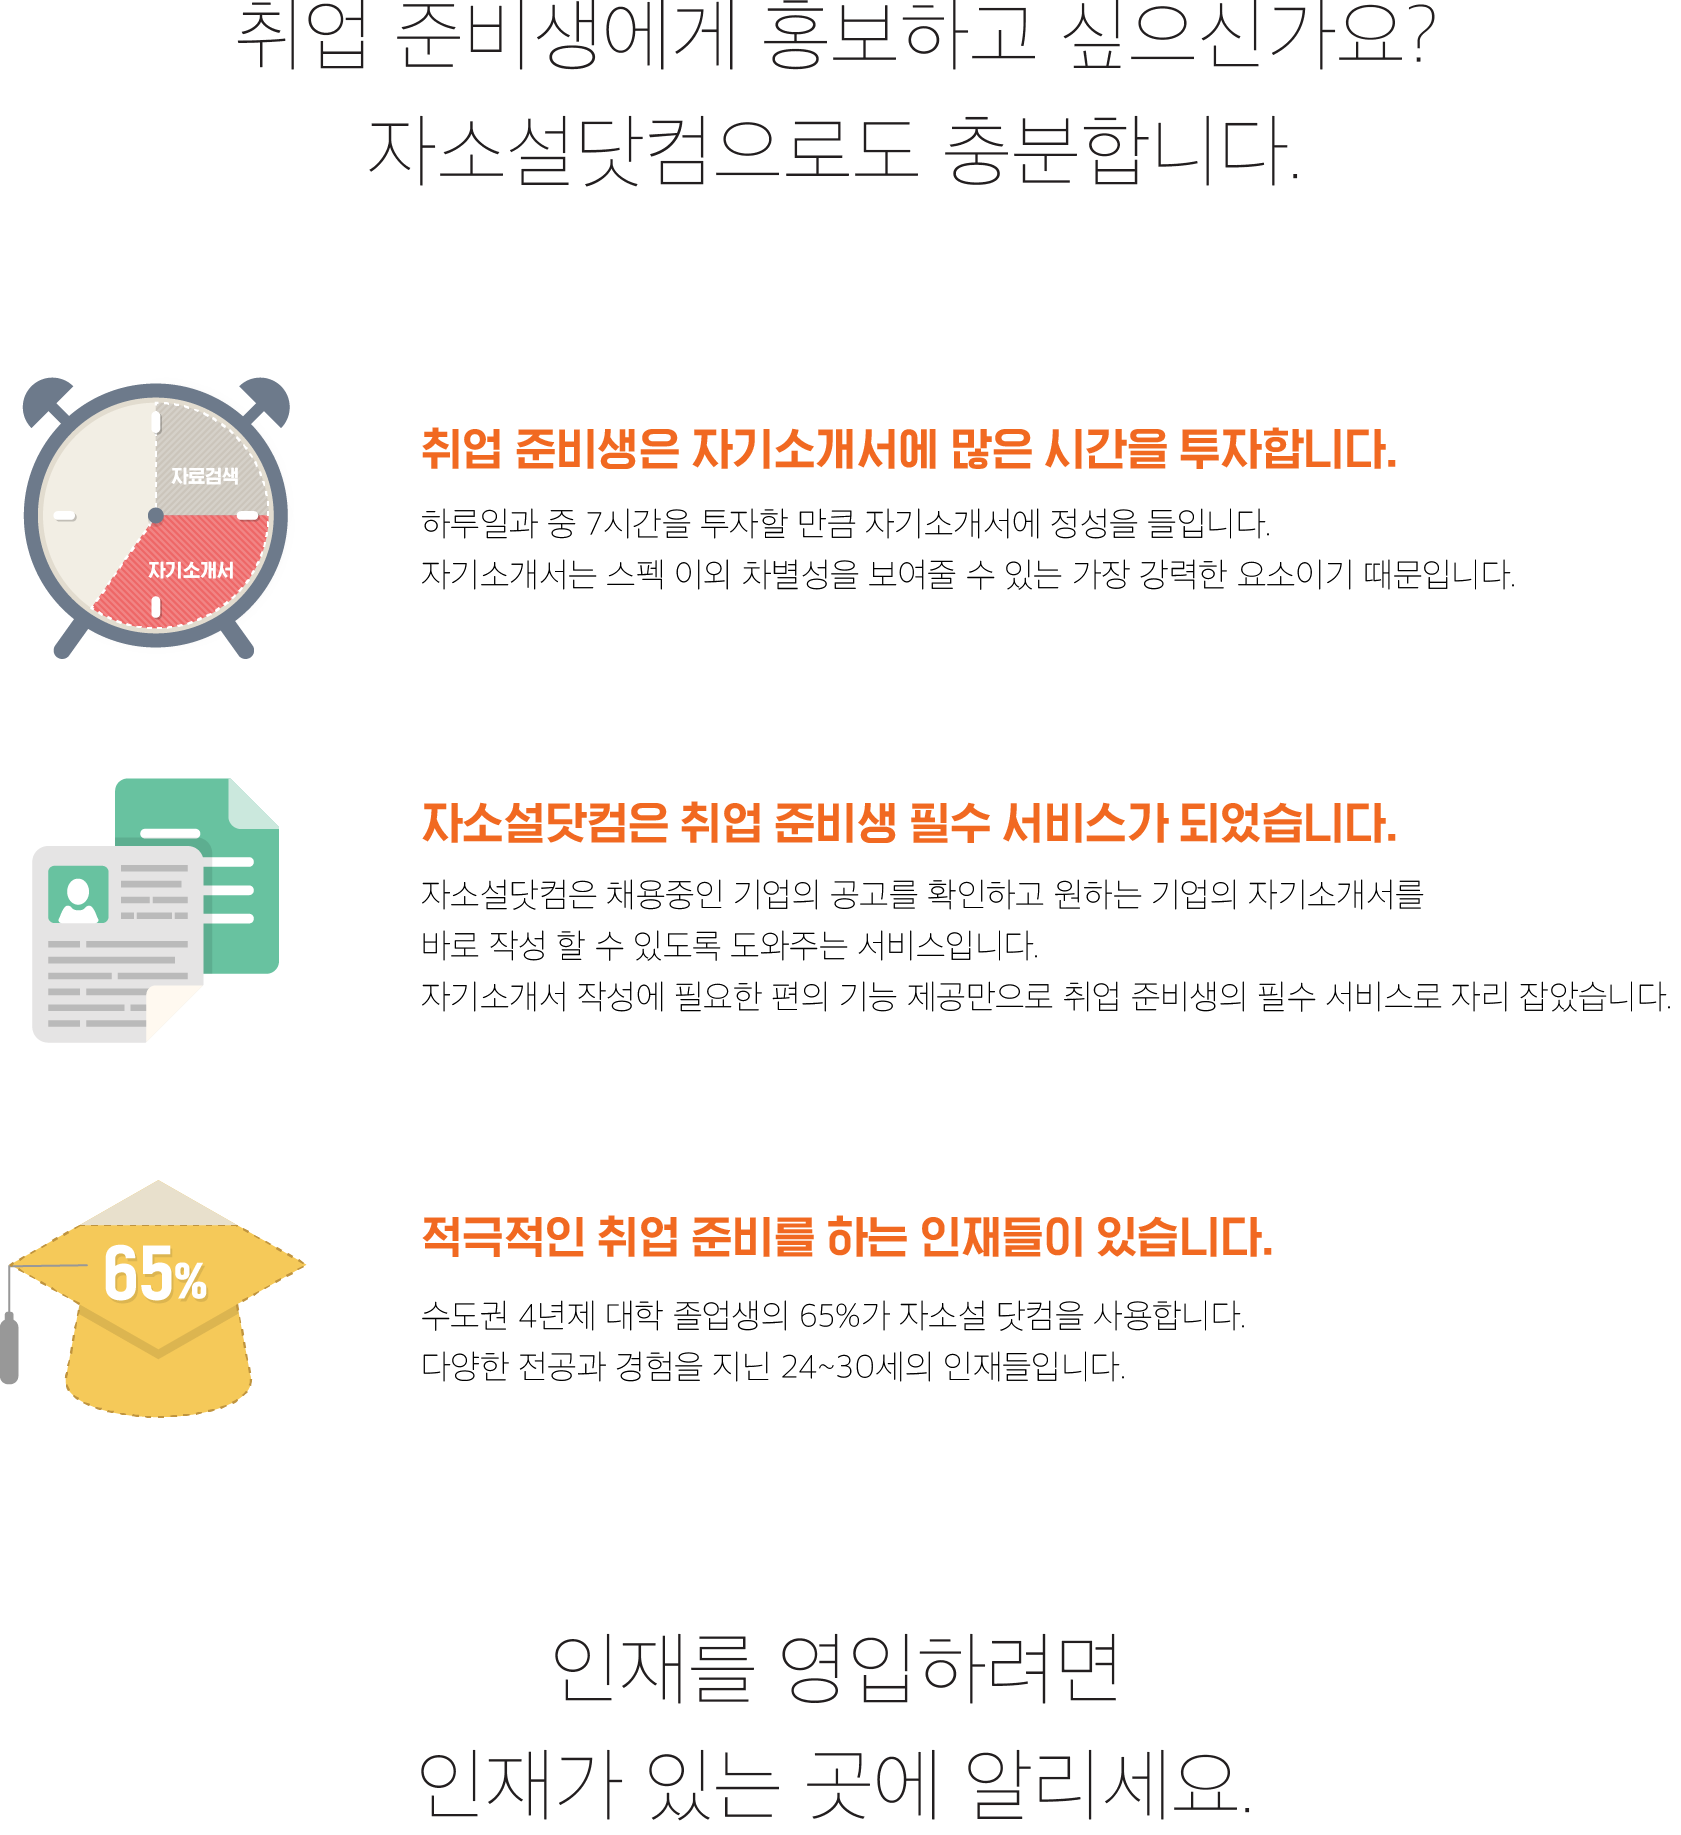 취업 준비생에게 홍보하고 싶으신가요?
자소설닷컴으로도 충분합니다.
자료검색
자기소개서
취업 준비생은 자기소개서에 많은 시간을 투자합니다.
하루일과 중 7시간을 투자할 만큼 자기소개서에 정성을 들입니다.
자기소개서는 스펙 이외 차별성을 보여줄 수 있는 가장 강력한 요소이기 때문입니다.
자소설닷컴은 취업 준비생 필수 서비스가 되었습니다.
자소설닷컴은 채용중인 기업의 공고를 확인하고 원하는 기업의 자기소개서를
바로 작성 할 수 있도록 도와주는 서비스입니다.
자기소개서 작성에 필요한 편의 기능 제공만으로 취업 준비생의 필수 서비스로 자리 잡았습니다.
65%
적극적인 취업 준비를 하는 인재들이 있습니다.
수도권 4년제 대학 졸업생의 65%가 자소설 닷컴을 사용합니다.
다양한 전공과 경험을 지닌 24~30세의 인재들입니다.
인재를 영입하려면
인재가 있는 곳에 알리세요.